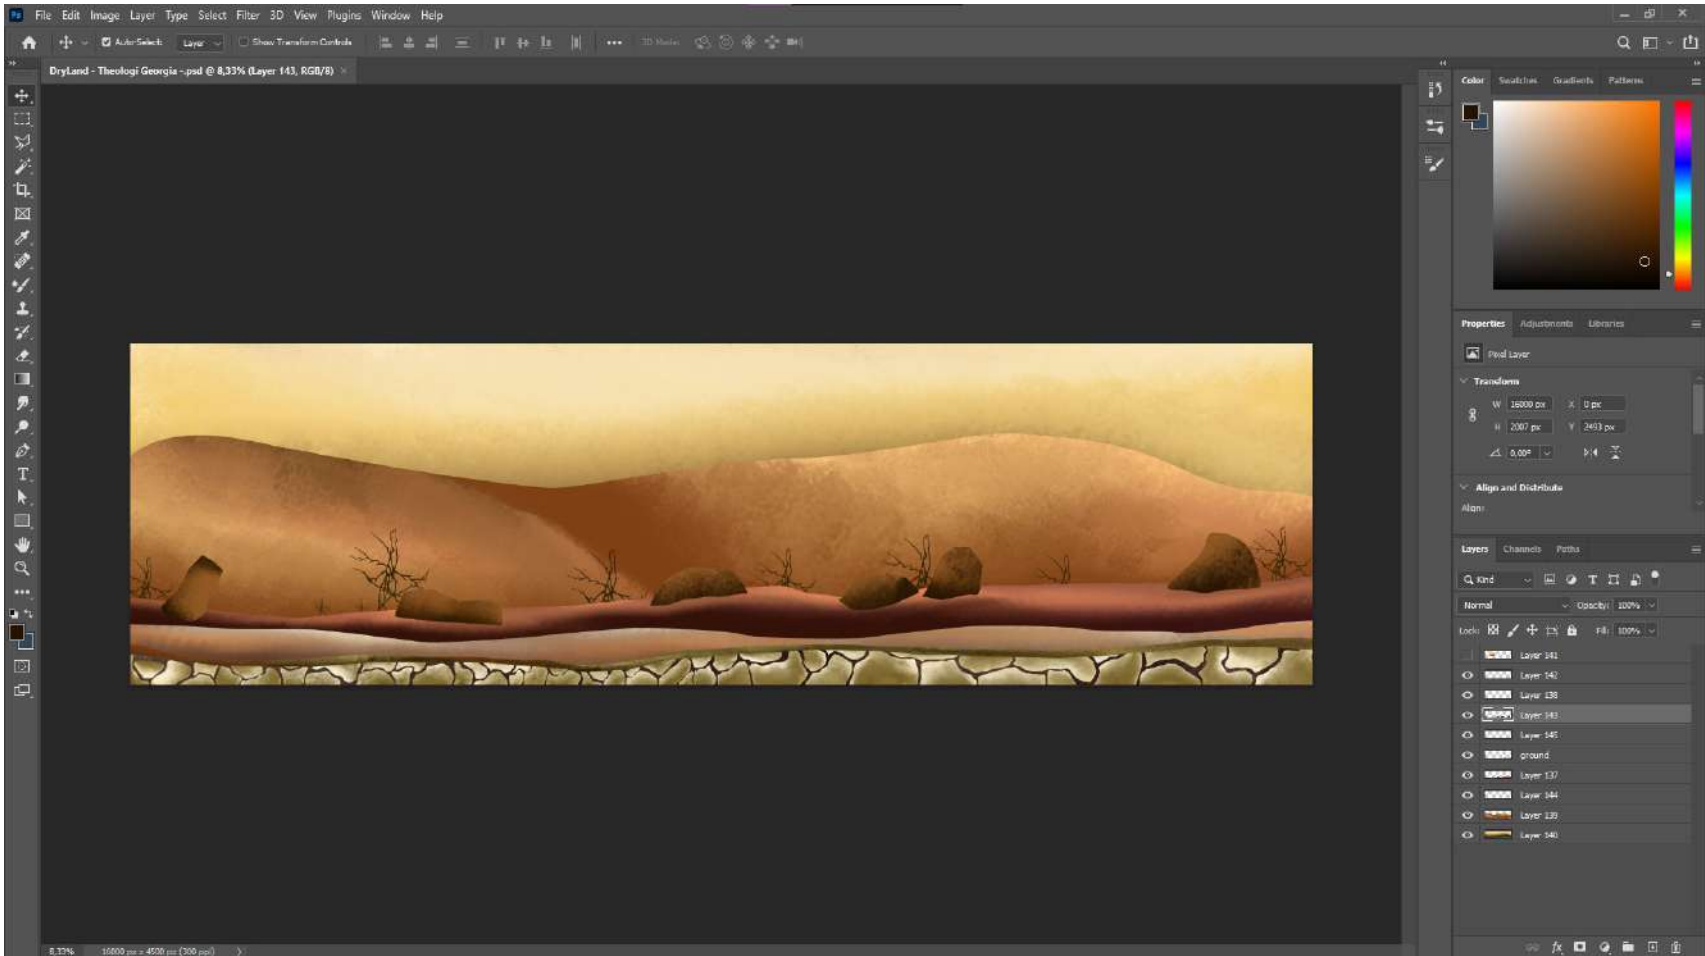 Ps File Edit Image Layer Type Select Filter 3D View Plugins Window Help
Auto-Select: Layer Show Transform Controls 3D Mode:
DryLand - Theologi Georgia -.psd @ 8,33% (Layer 143, RGB/8) ×
Color Swatches Gradients Patterns
Properties Adjustments Libraries
Pixel Layer
Transform
W 16000 px X 0 px
H 2007 px Y 2493 px
0,00°
Align and Distribute
Align:
Layers Channels Paths
Kind
Normal Opacity: 100%
Lock: Fill: 100%
Layer 141
Layer 142
Layer 138
Layer 143
Layer 145
ground
Layer 137
Layer 144
Layer 139
Layer 140
fx
8,33% 16000 px x 4500 px (300 ppi)